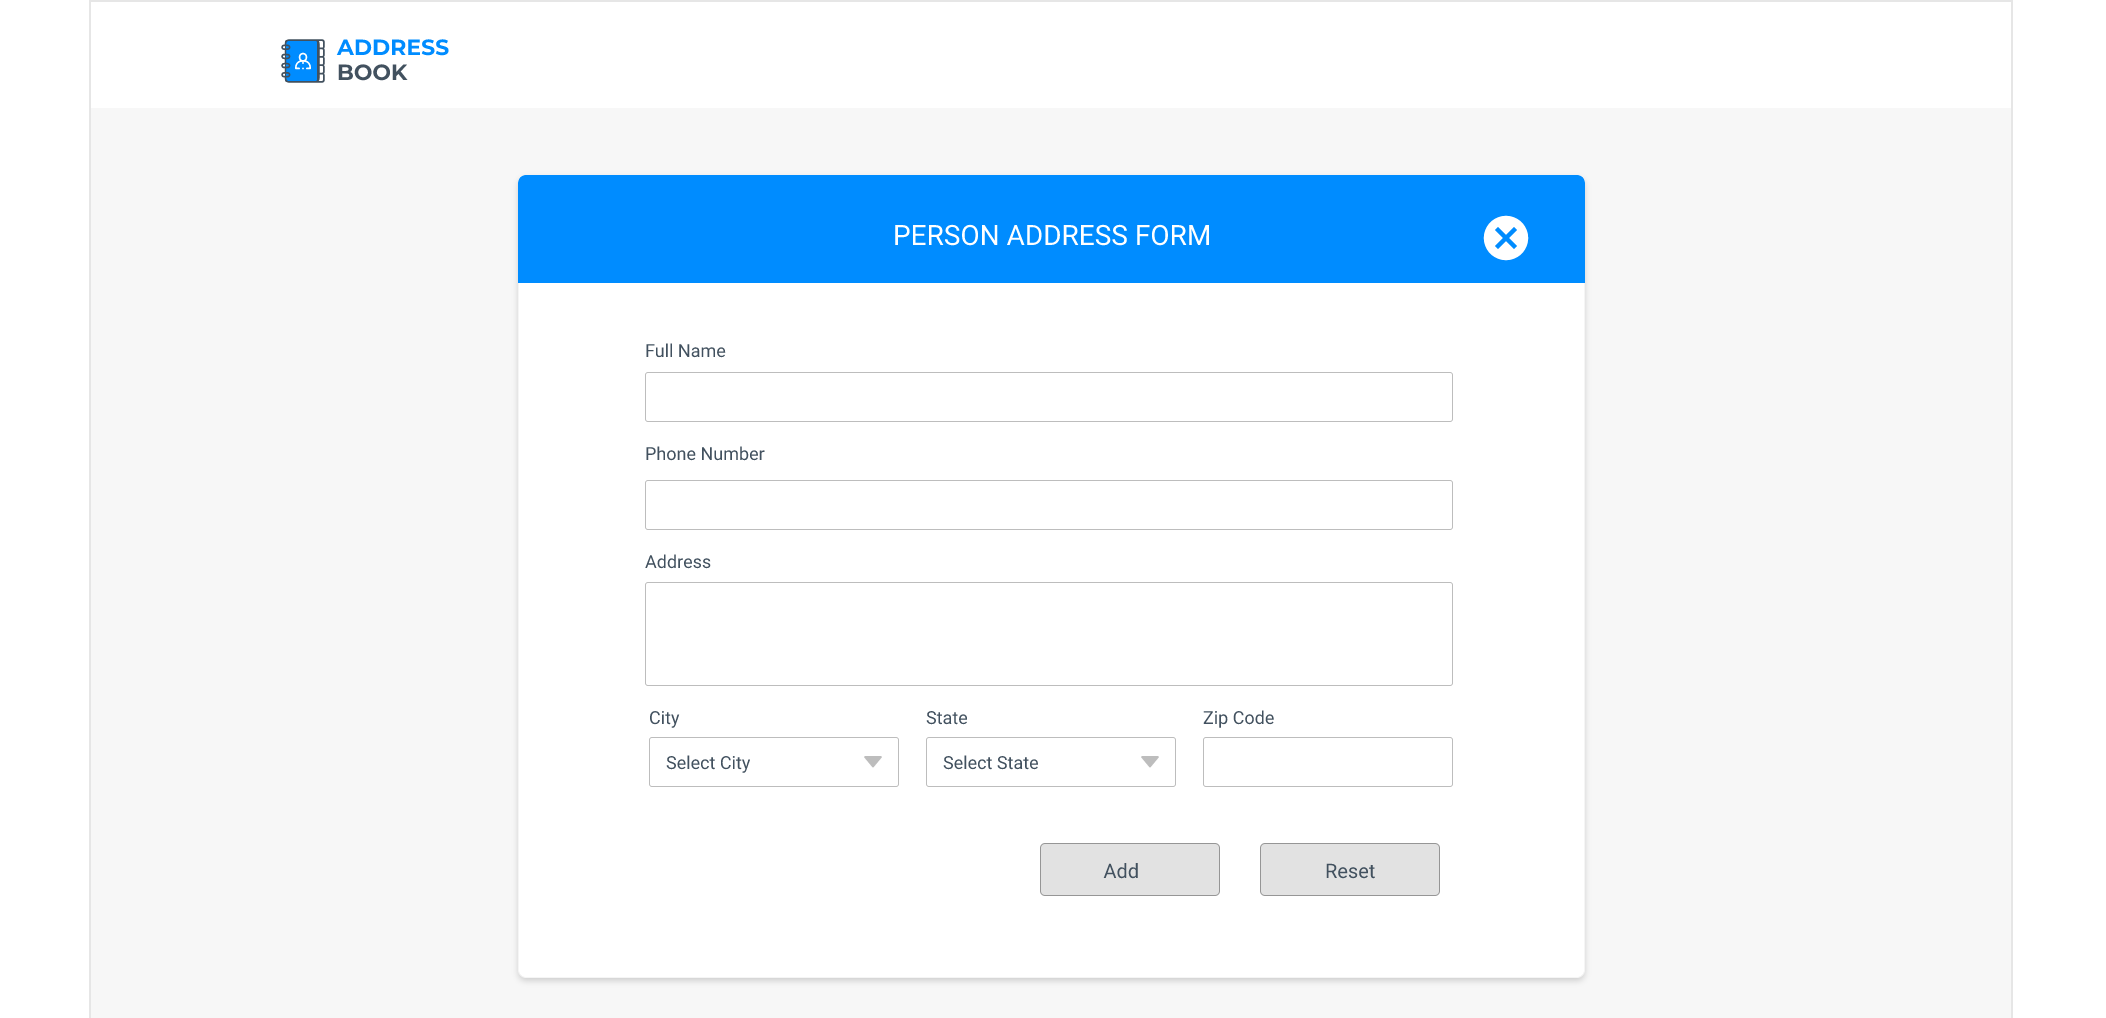 ADDRESS
BOOK
PERSON ADDRESS FORM
Full Name
Phone Number
Address
City State Zip Code
Select City Select State
Add Reset